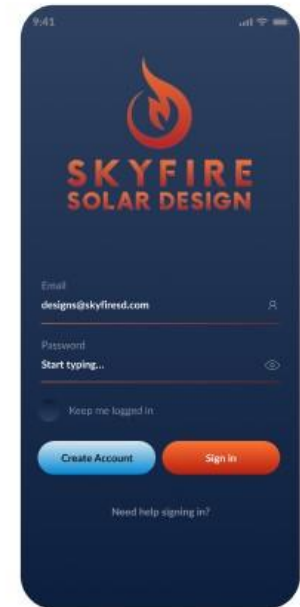 9:41
SKYFIRE
SOLAR DESIGN
Email
designs@skyfiresd.com
Password
Start typing...
Keep me logged in
Create Account Sign in
Need help signing in?